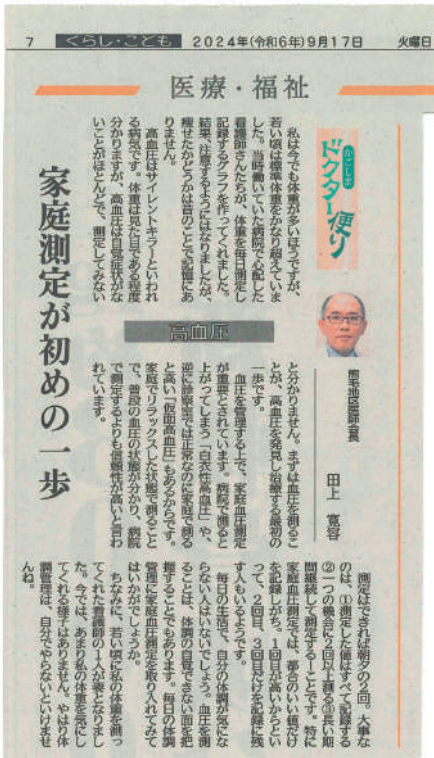 7 くらし・こども 2024年(令和6年)9月17日 火曜日
医療・福祉
かごしま
ドクター便り
熊毛地区医師会長
田上 寛容
高血圧
家庭測定が初めの一歩
私は今でも体重が多いほうですが、
若い頃は標準体重をかなり超えていま
した。当時働いていた病院で心配した
看護師さんたちが、体重を毎日測定し
記録するグラフを作ってくれました。
結果、注意するようにはなりましたが、
痩せたかどうかは昔のことで記憶にあ
りません。
高血圧はサイレントキラーといわれ
る病気です。体重は見た目である程度
分かりますが、高血圧は自覚症状がな
いことがほとんどで、測定してみない
と分かりません。まずは血圧を測るこ
とが、高血圧を発見し治療する最初の
一歩です。
血圧を管理する上で、家庭血圧測定
が重要とされています。病院で測ると
上がってしまう「白衣性高血圧」や、
逆に診察室では正常なのに家庭で測る
と高い「仮面高血圧」もあるからです。
家庭でリラックスした状態で測ること
で、普段の血圧の状態が分かり、病院
で測定するよりも信頼性が高いと言わ
れています。
測定はできれば朝夕の2回。大事な
のは、①測定した値はすべて記録する
②一つの機会に2回以上測る③長い期
間継続して測定する―ことです。特に
家庭血圧測定では、都合のいい値だけ
を記録しがち。1回目が高いからとい
って、2回目、3回目だけを記録に残
す人もいるようです。
毎日の生活で、自分の体調が気にな
らない人はいないでしょう。血圧を測
ることは、体調の自覚できない面を把
握することでもあります。毎日の体調
管理に家庭血圧測定を取り入れてみて
はいかがでしょうか。
ちなみに、若い頃に私の体重を測っ
てくれた看護師の1人が妻となりまし
た。今では、あまり私の体重を気にし
てくれる様子はありません。やはり体
調管理は、自分でやらないといけませ
んね。